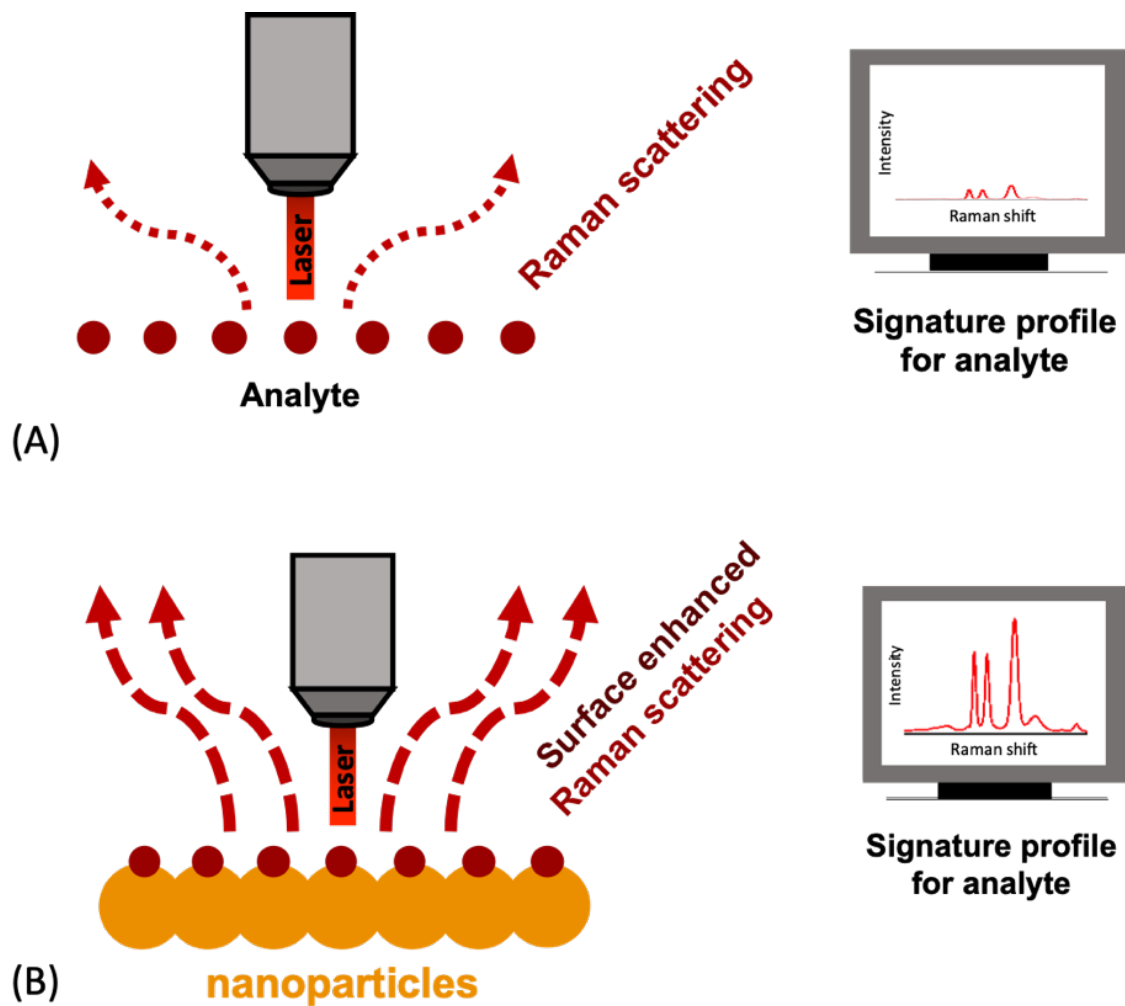 Laser
Raman scattering
Analyte
Intensity
Raman shift
Signature profile
for analyte
(A)
Laser
Surface enhanced
Raman scattering
nanoparticles
Intensity
Raman shift
Signature profile
for analyte
(B)